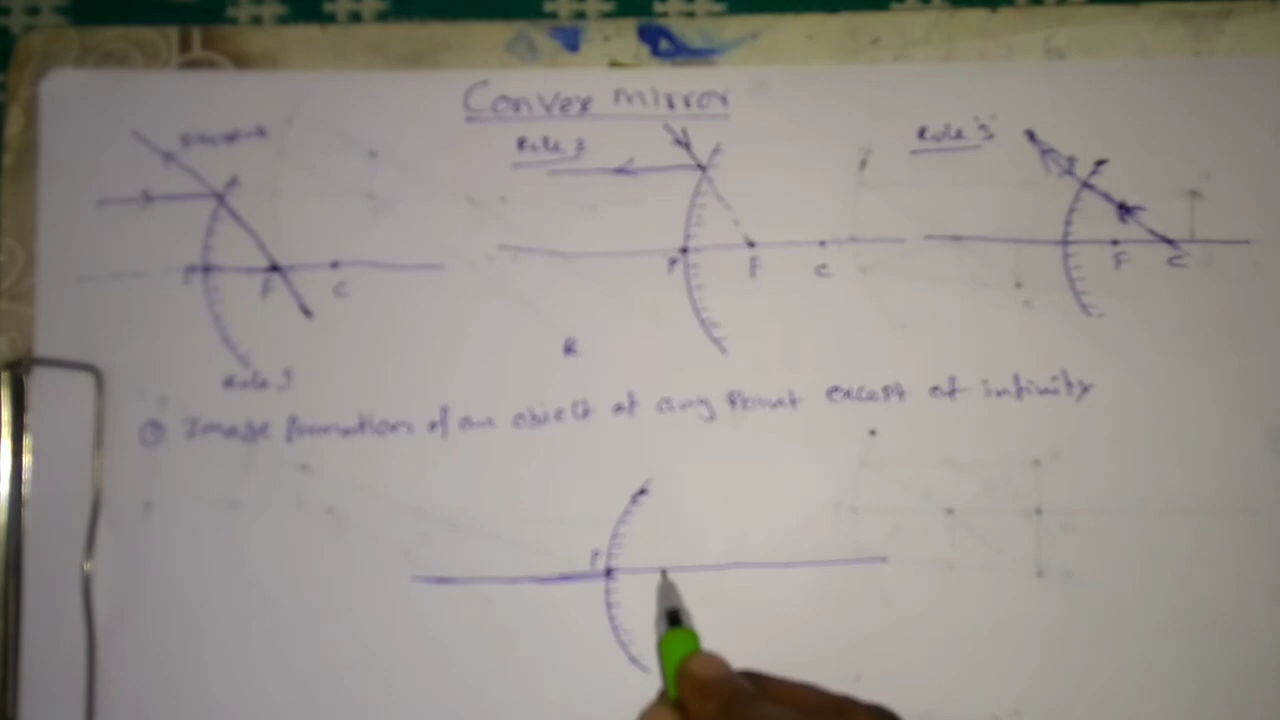 Convex mirror
Rule 2
Rule 3
P F C
P F C
F C
R
Rule 1
① Image formation of an object at any Point except at infinity
P